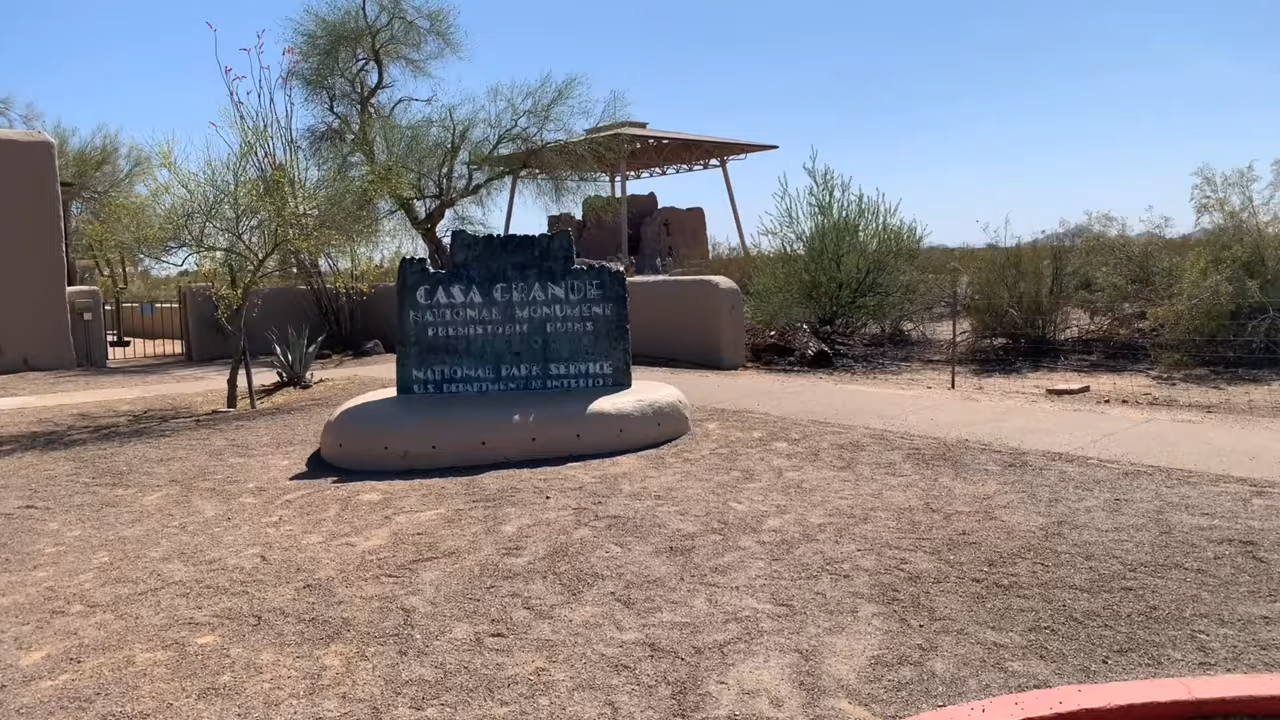 CASA GRANDE
NATIONAL MONUMENT
PREHISTORIC RUINS
NATIONAL PARK SERVICE
U.S. DEPARTMENT OF INTERIOR